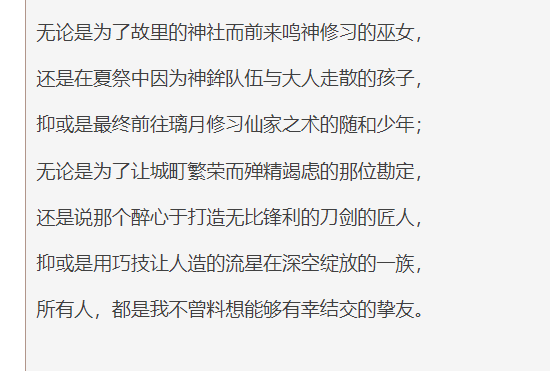 无论是为了故里的神社而前来鸣神修习的巫女，
还是在夏祭中因为神鉾队伍与大人走散的孩子，
抑或是最终前往璃月修习仙家之术的随和少年；
无论是为了让城町繁荣而殚精竭虑的那位勘定，
还是说那个醉心于打造无比锋利的刀剑的匠人，
抑或是用巧技让人造的流星在深空绽放的一族，
所有人，都是我不曾料想能够有幸结交的挚友。